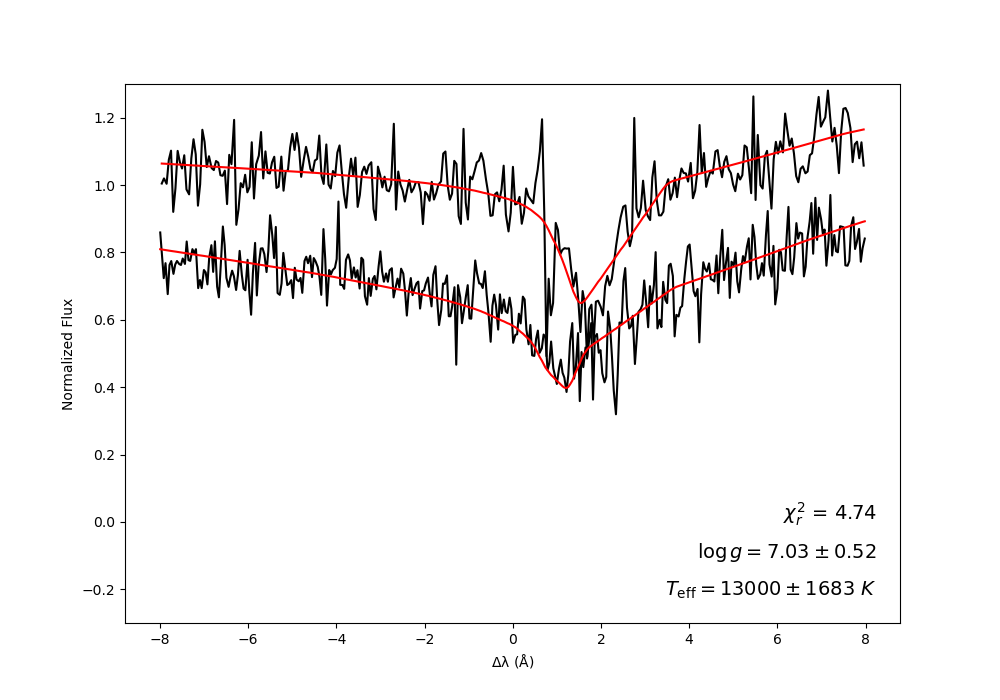 1.2
1.0
0.8
0.6
0.4
0.2
0.0
−0.2
Normalized Flux
χ²ᵣ = 4.74
log g = 7.03 ± 0.52
T_eff = 13000 ± 1683 K
−8 −6 −4 −2 0 2 4 6 8
Δλ (Å)